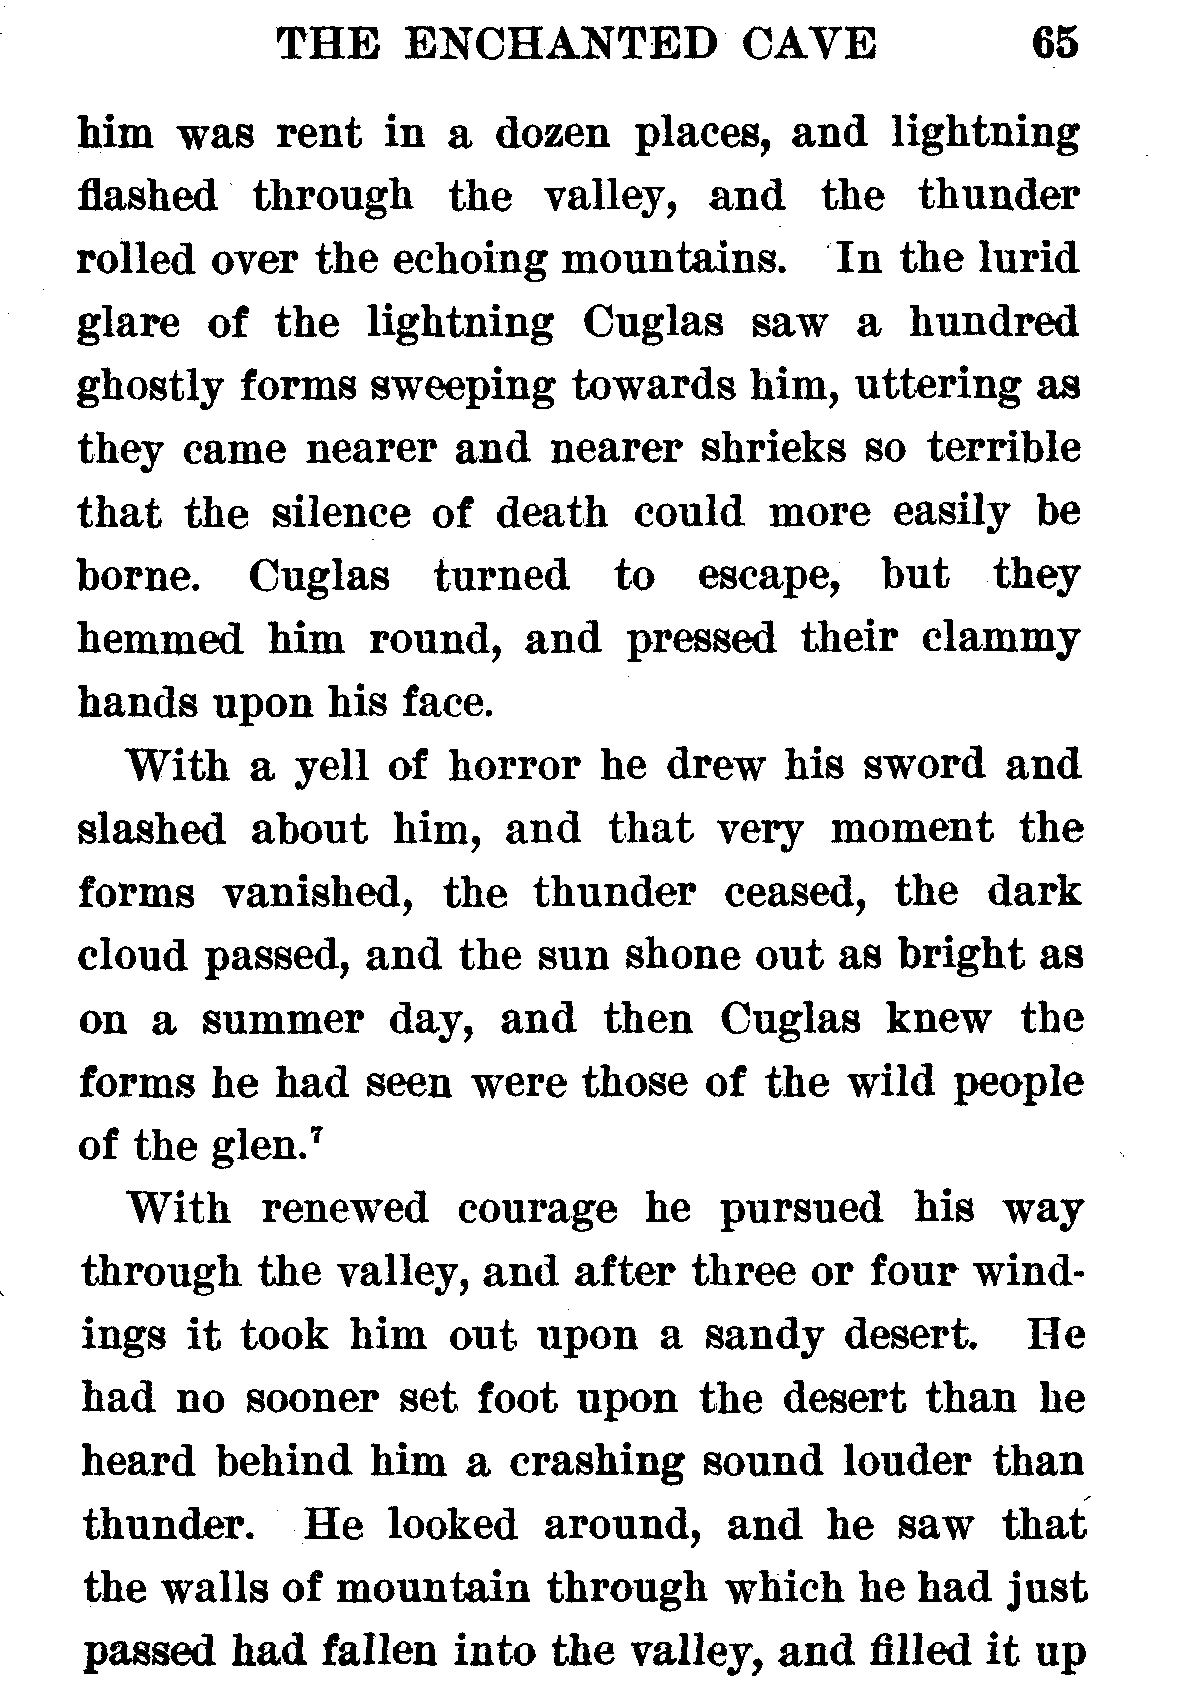 THE ENCHANTED CAVE 65
him was rent in a dozen places, and lightning
flashed through the valley, and the thunder
rolled over the echoing mountains. In the lurid
glare of the lightning Cuglas saw a hundred
ghostly forms sweeping towards him, uttering as
they came nearer and nearer shrieks so terrible
that the silence of death could more easily be
borne. Cuglas turned to escape, but they
hemmed him round, and pressed their clammy
hands upon his face.
With a yell of horror he drew his sword and
slashed about him, and that very moment the
forms vanished, the thunder ceased, the dark
cloud passed, and the sun shone out as bright as
on a summer day, and then Cuglas knew the
forms he had seen were those of the wild people
of the glen.⁷
With renewed courage he pursued his way
through the valley, and after three or four wind-
ings it took him out upon a sandy desert. He
had no sooner set foot upon the desert than he
heard behind him a crashing sound louder than
thunder. He looked around, and he saw that
the walls of mountain through which he had just
passed had fallen into the valley, and filled it up